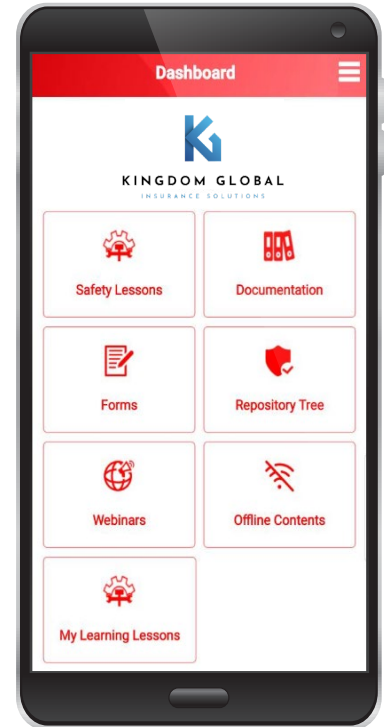 Dashboard
KINGDOM GLOBAL
INSURANCE SOLUTIONS
Safety Lessons
Documentation
Forms
Repository Tree
Webinars
Offline Contents
My Learning Lessons